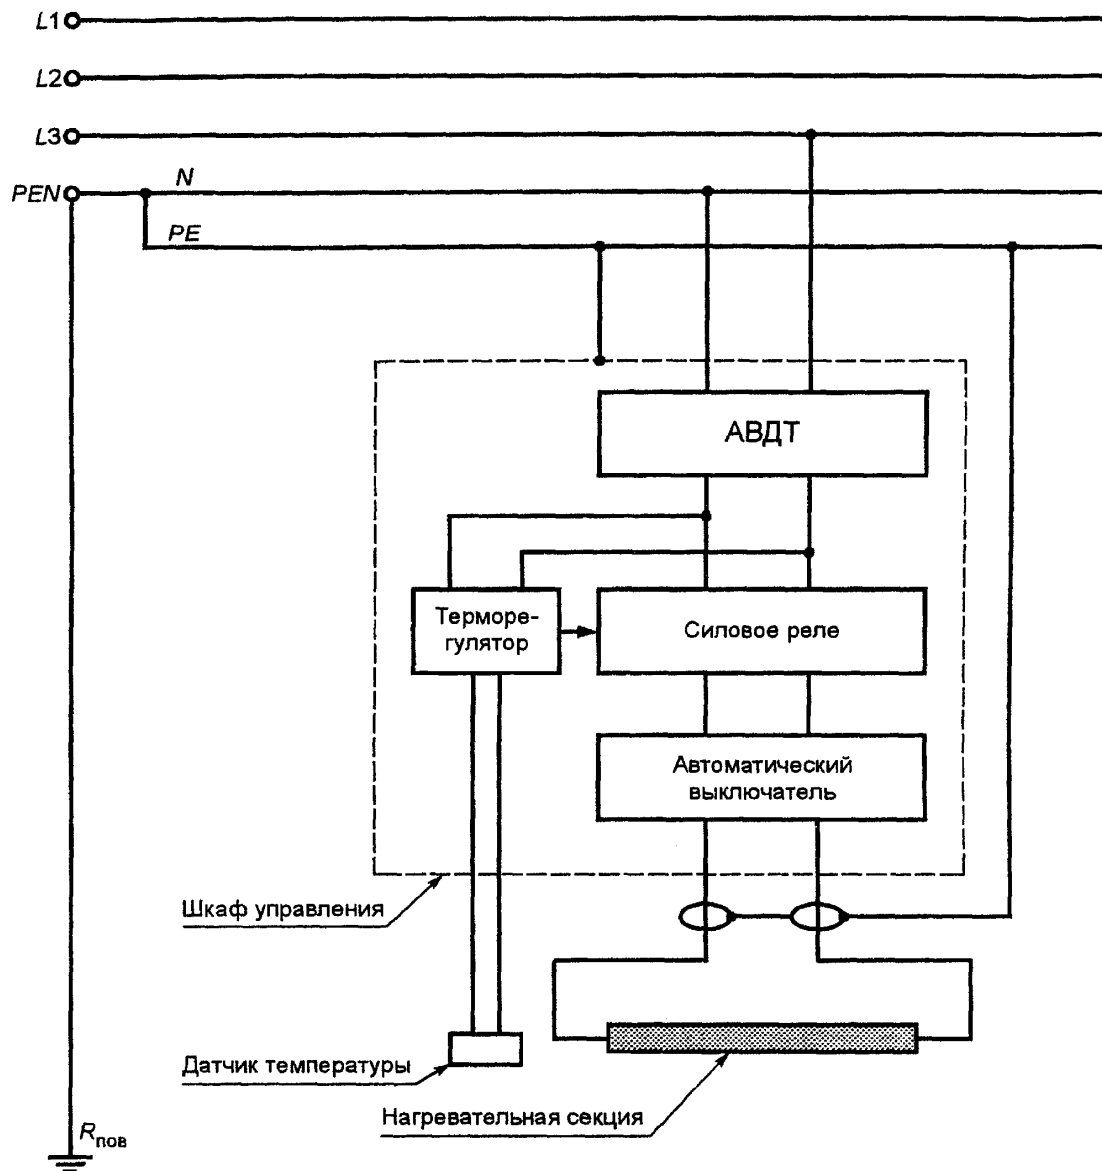 L1
L2
L3
PEN
N
PE
АВДТ
Терморе-
гулятор
Силовое реле
Автоматический
выключатель
Шкаф управления
Датчик температуры
Нагревательная секция
Rпов